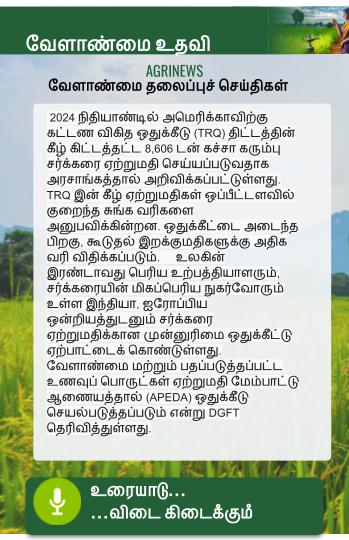 வேளாண்மை உதவி
AGRINEWS
வேளாண்மை தலைப்புச் செய்திகள்
2024 நிதியாண்டில் அமெரிக்காவிற்கு
கட்டண விகித ஒதுக்கீடு (TRQ) திட்டத்தின்
கீழ் கிட்டத்தட்ட 8,606 டன் கச்சா கரும்பு
சர்க்கரை ஏற்றுமதி செய்யப்படுவதாக
அரசாங்கத்தால் அறிவிக்கப்பட்டுள்ளது.
TRQ இன் கீழ் ஏற்றுமதிகள் ஒப்பீட்டளவில்
குறைந்த சுங்க வரிகளை
அனுபவிக்கின்றன. ஒதுக்கீட்டை அடைந்த
பிறகு, கூடுதல் இறக்குமதிகளுக்கு அதிக
வரி விதிக்கப்படும். உலகின்
இரண்டாவது பெரிய உற்பத்தியாளரும்,
சர்க்கரையின் மிகப்பெரிய நுகர்வோரும்
உள்ள இந்தியா, ஐரோப்பிய
ஒன்றியத்துடனும் சர்க்கரை
ஏற்றுமதிக்கான முன்னுரிமை ஒதுக்கீட்டு
ஏற்பாட்டைக் கொண்டுள்ளது.
வேளாண்மை மற்றும் பதப்படுத்தப்பட்ட
உணவுப் பொருட்கள் ஏற்றுமதி மேம்பாட்டு
ஆணையத்தால் (APEDA) ஒதுக்கீடு
செயல்படுத்தப்படும் என்று DGFT
தெரிவித்துள்ளது.
உரையாடு...
...விடை கிடைக்கும்